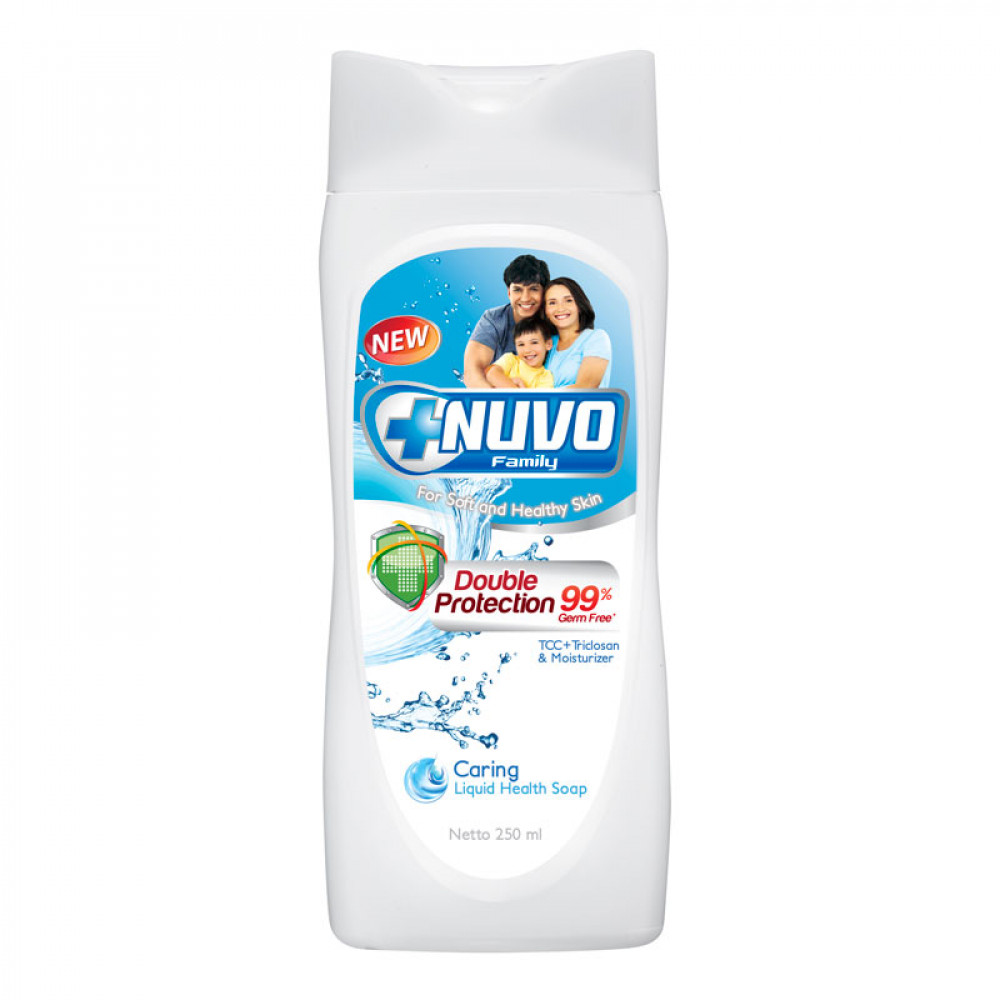 NEW
NUVO
Family
For Soft and Healthy Skin
Double
Protection 99%
Germ Free*
TCC+Triclosan
& Moisturizer
Caring
Liquid Health Soap
Netto 250 ml